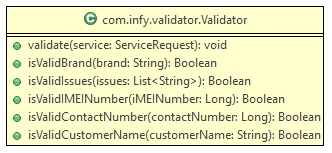 com.infy.validator.Validator
validate(service: ServiceRequest): void
isValidBrand(brand: String): Boolean
isValidIssues(issues: List<String>): Boolean
isValidIMEINumber(iMEINumber: Long): Boolean
isValidContactNumber(contactNumber: Long): Boolean
isValidCustomerName(customerName: String): Boolean